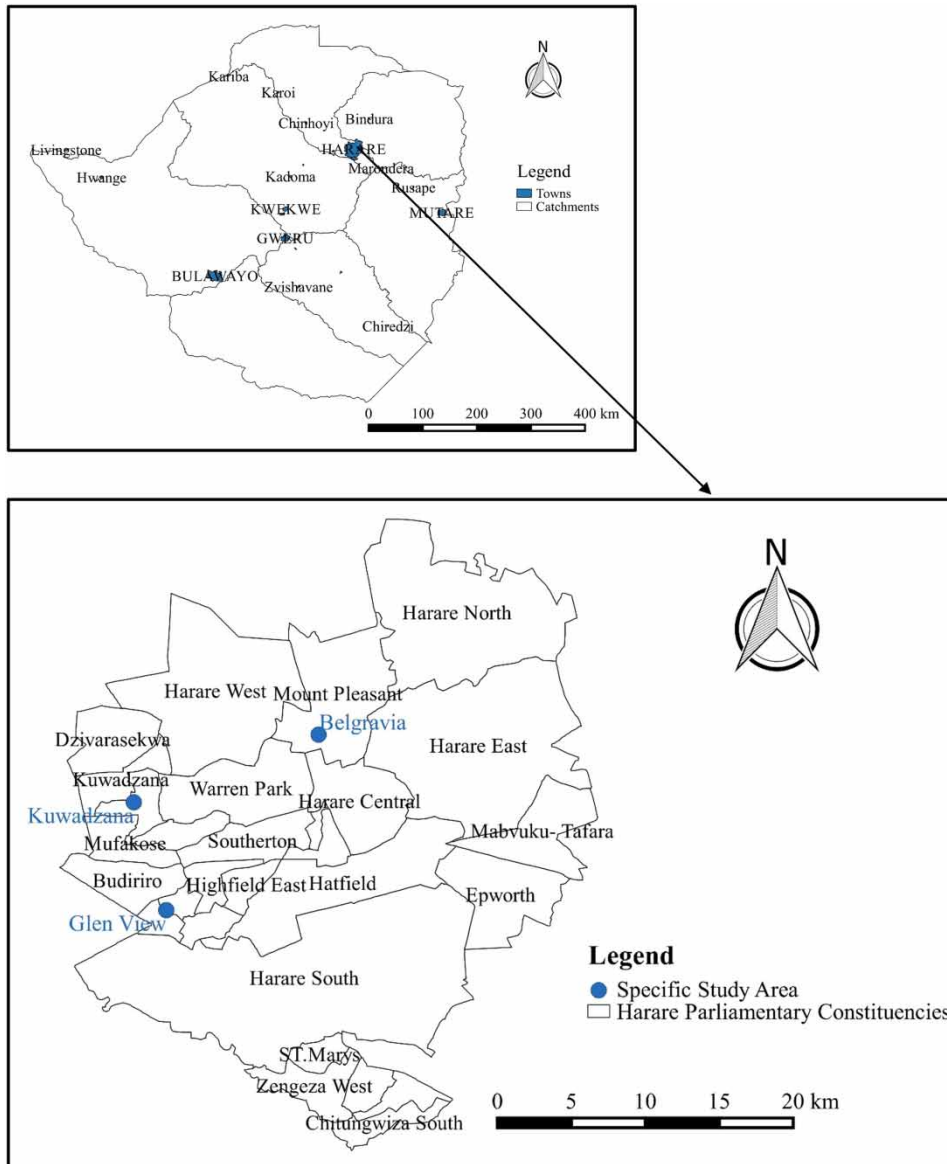 N
Kariba
Karoi
Chinhoyi
Bindura
HARARE
Livingstone
Hwange
Kadoma
Marondera
Rusape
Legend
Towns
Catchments
KWEKWE
MUTARE
GWERU
BULAWAYO
Zvishavane
Chiredzi
0 100 200 300 400 km
N
Harare North
Harare West
Mount Pleasant
Belgravia
Dzivarasekwa
Harare East
Kuwadzana
Warren Park
Harare Central
Kuwadzana
Mabvuku- Tafara
Mufakose
Southerton
Budiriro
Highfield East
Hatfield
Epworth
Glen View
Harare South
Legend
Specific Study Area
Harare Parliamentary Constituencies
ST.Marys
Zengeza West
Chitungwiza South
0 5 10 15 20 km